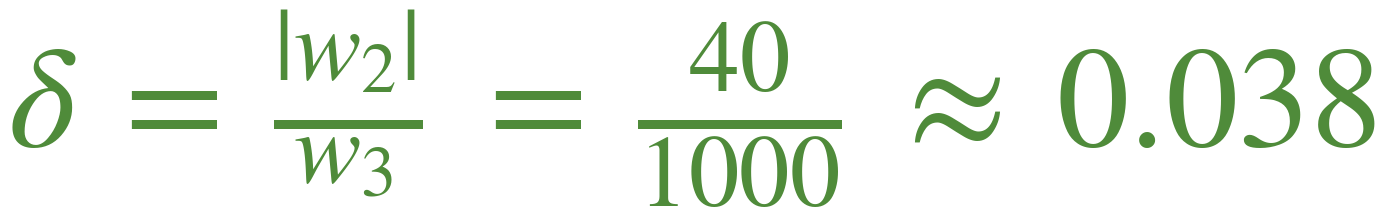 δ = |w₂| / w₃ = 40 / 1000 ≈ 0.038